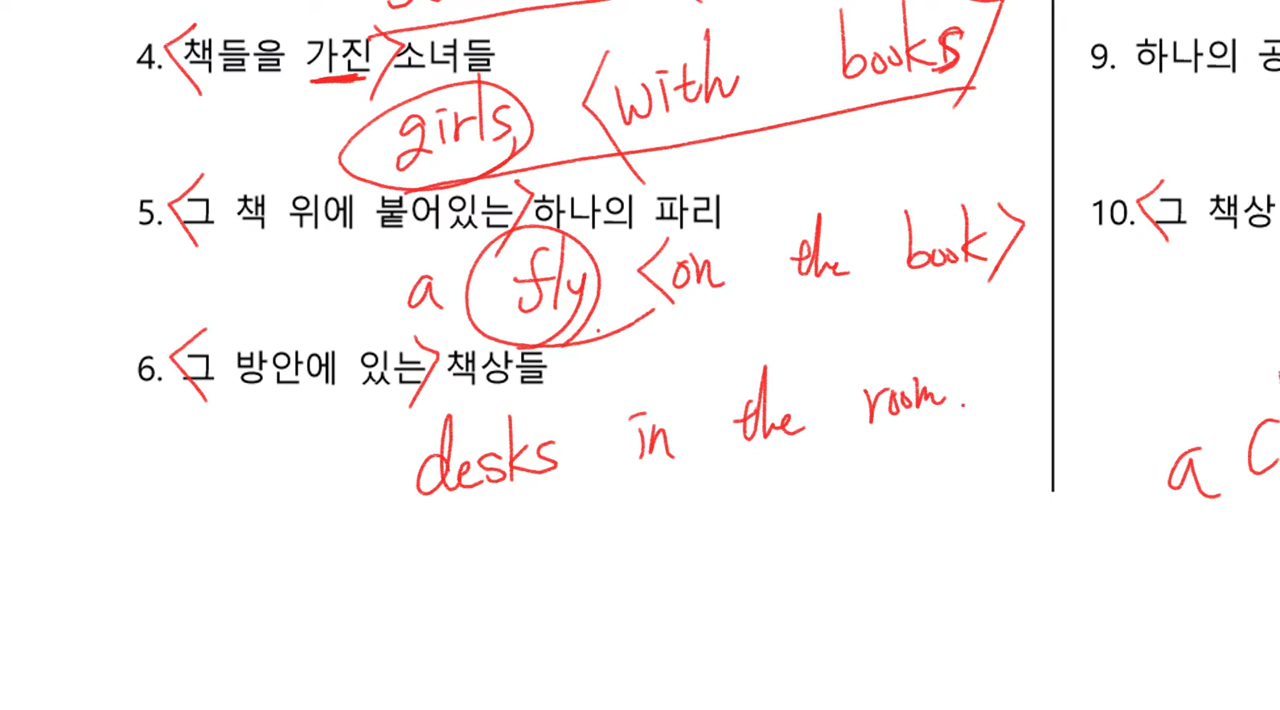 4. <책들을 가진> 소녀들
girls <with books>
5. <그 책 위에 붙어있는> 하나의 파리
a fly <on the book>
6. <그 방안에 있는> 책상들
desks in the room.
9. 하나의
10. <그 책상
a